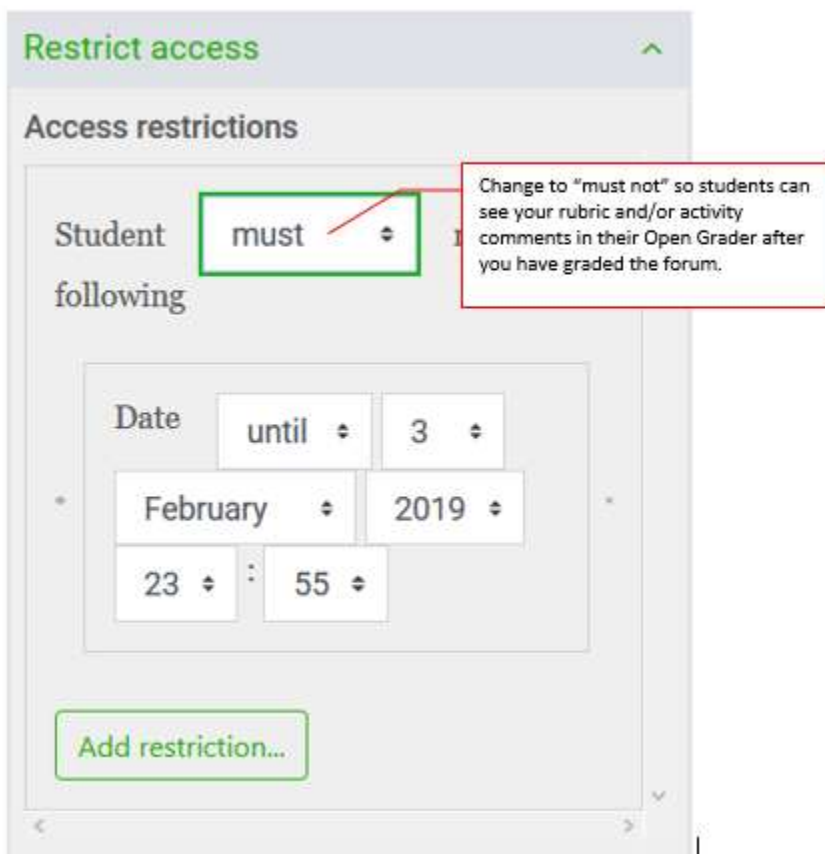 Restrict access
Access restrictions
Student must
following
Change to “must not” so students can
see your rubric and/or activity
comments in their Open Grader after
you have graded the forum.
Date until 3
February 2019
23 : 55
Add restriction...